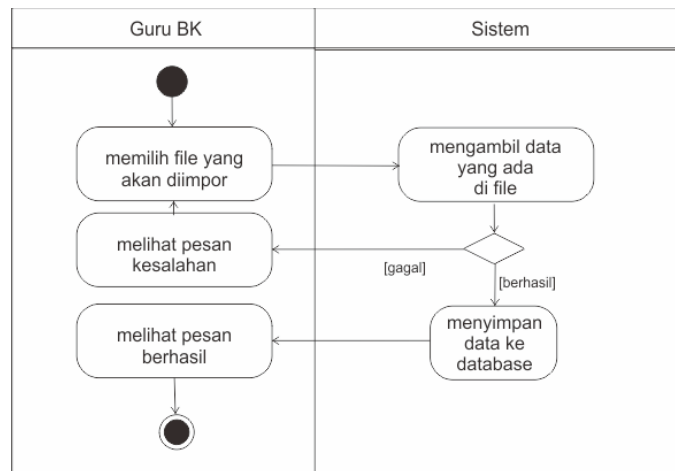 Guru BK
Sistem
memilih file yang
akan diimpor
mengambil data
yang ada
di file
melihat pesan
kesalahan
[gagal]
[berhasil]
menyimpan
data ke
database
melihat pesan
berhasil